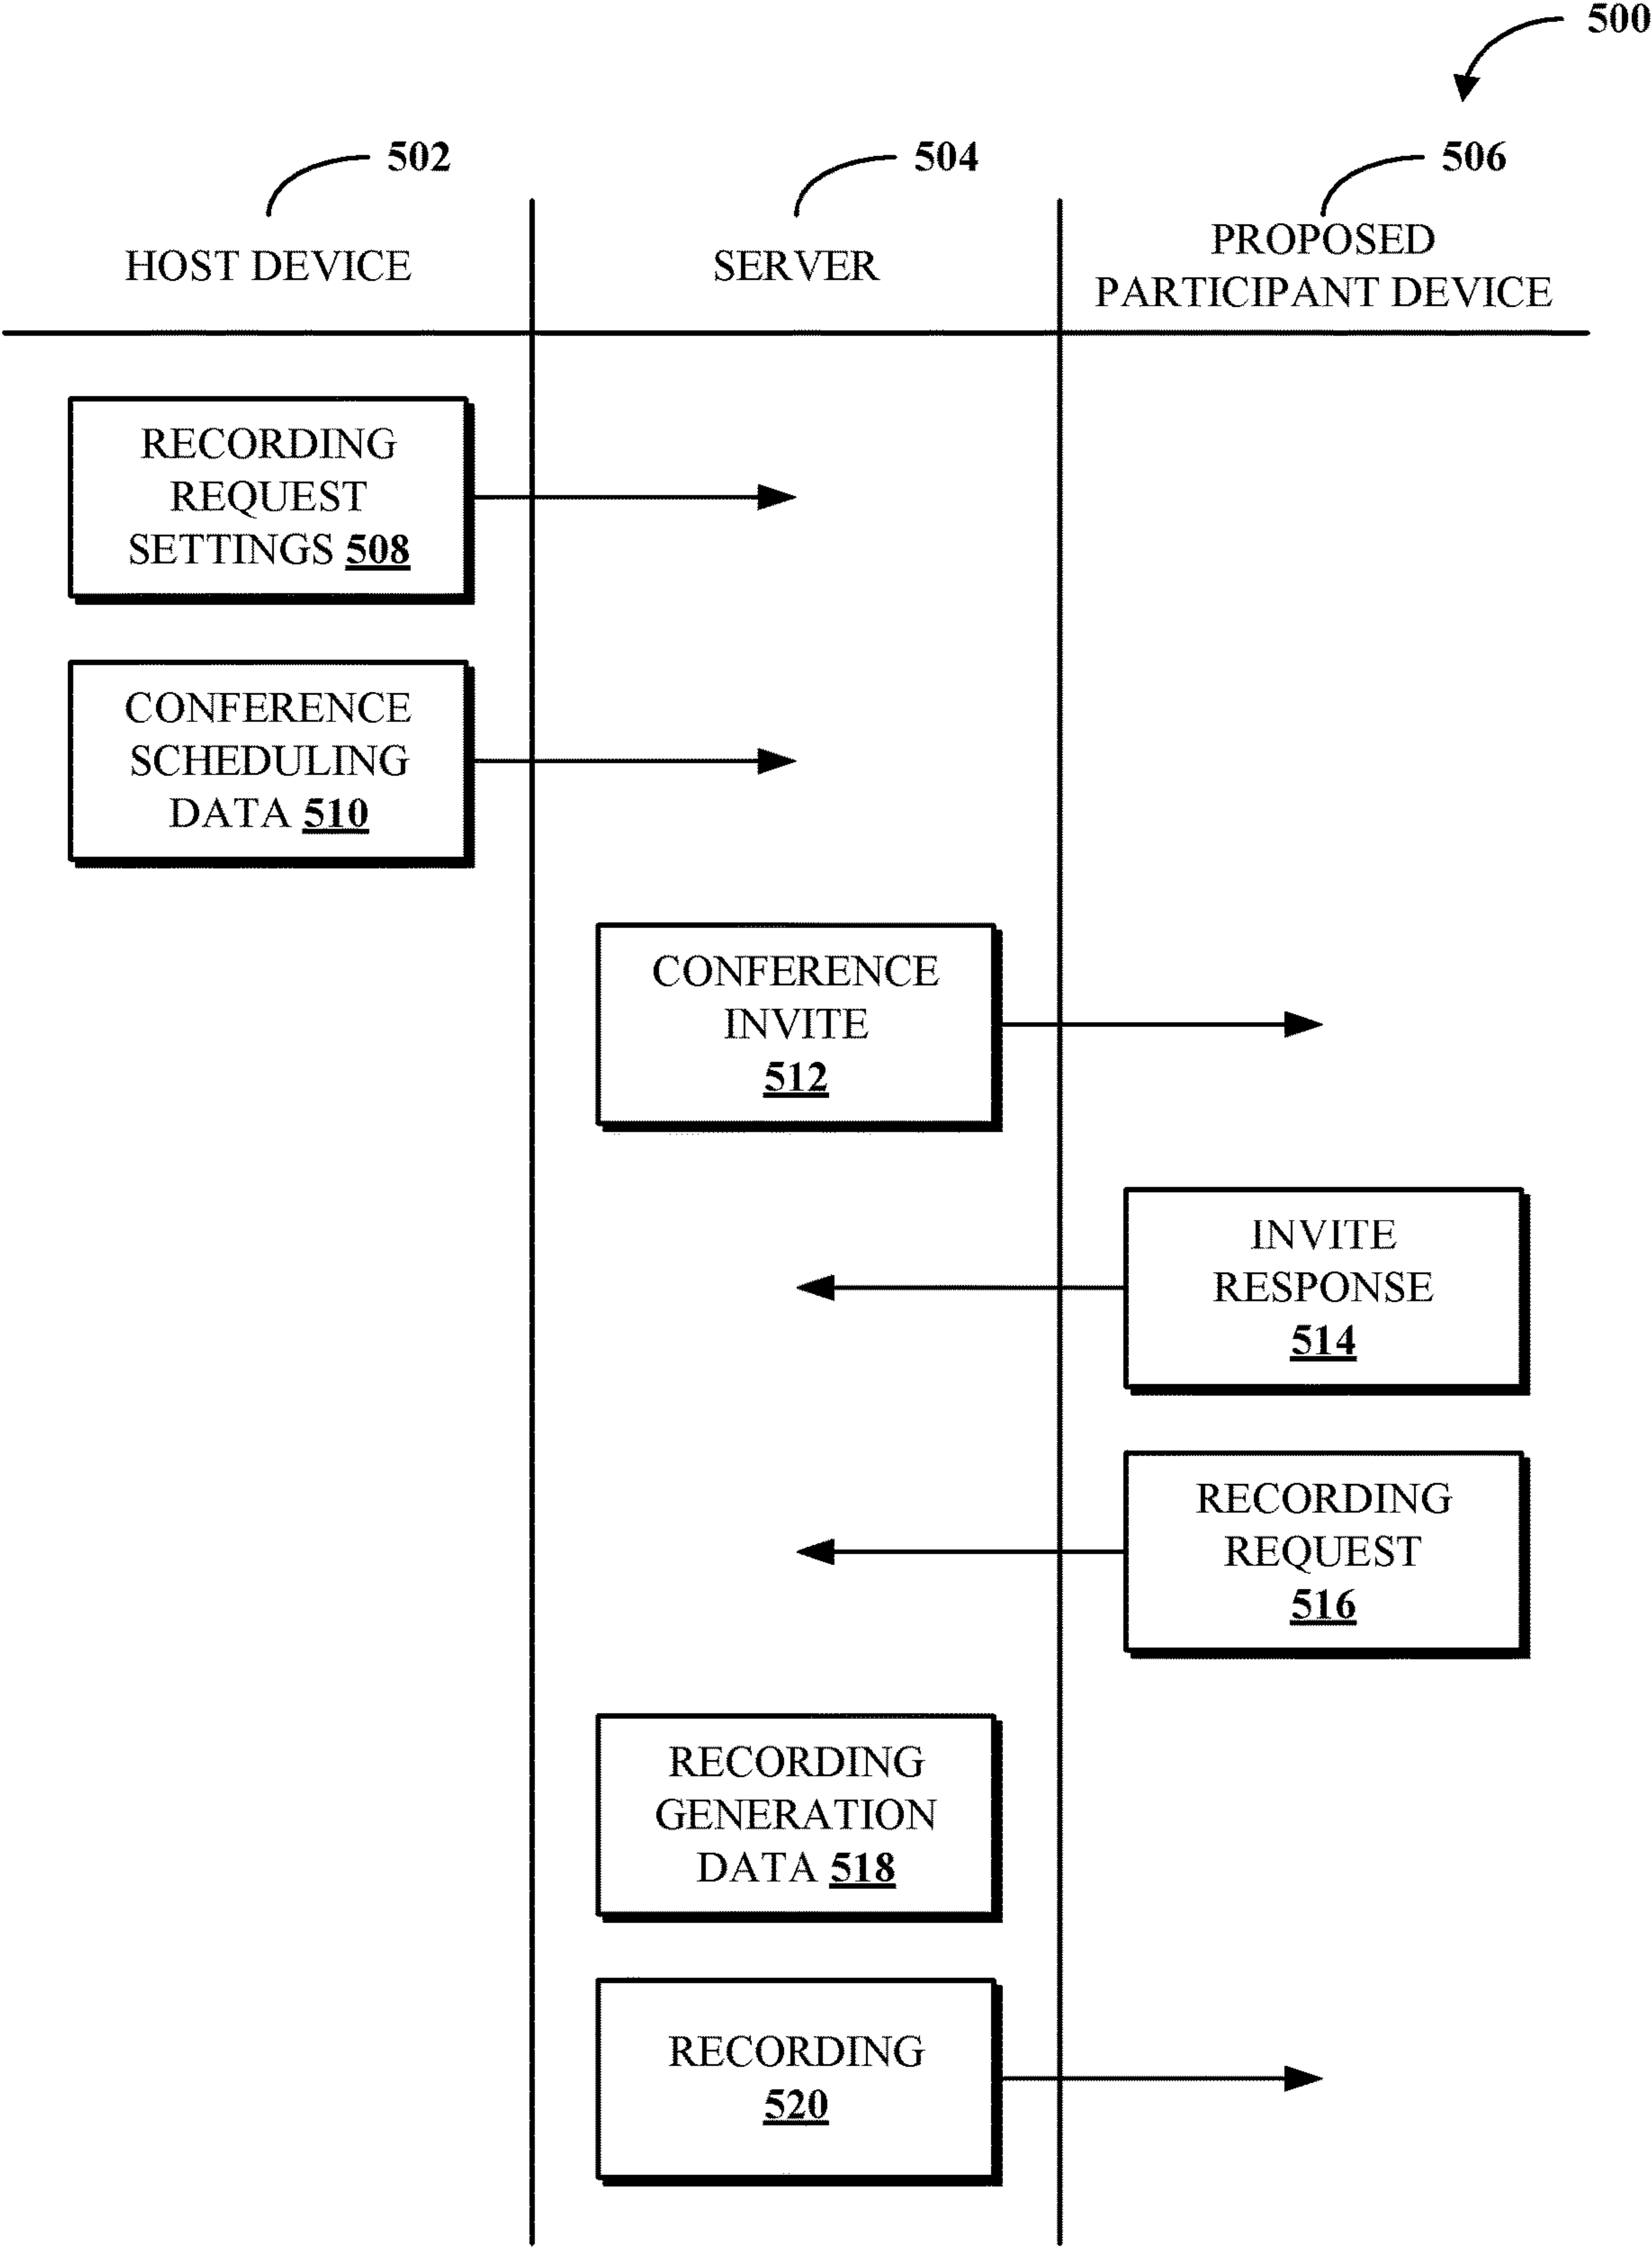 500
502
504
506
HOST DEVICE
SERVER
PROPOSED
PARTICIPANT DEVICE
RECORDING
REQUEST
SETTINGS 508
CONFERENCE
SCHEDULING
DATA 510
CONFERENCE
INVITE
512
INVITE
RESPONSE
514
RECORDING
REQUEST
516
RECORDING
GENERATION
DATA 518
RECORDING
520